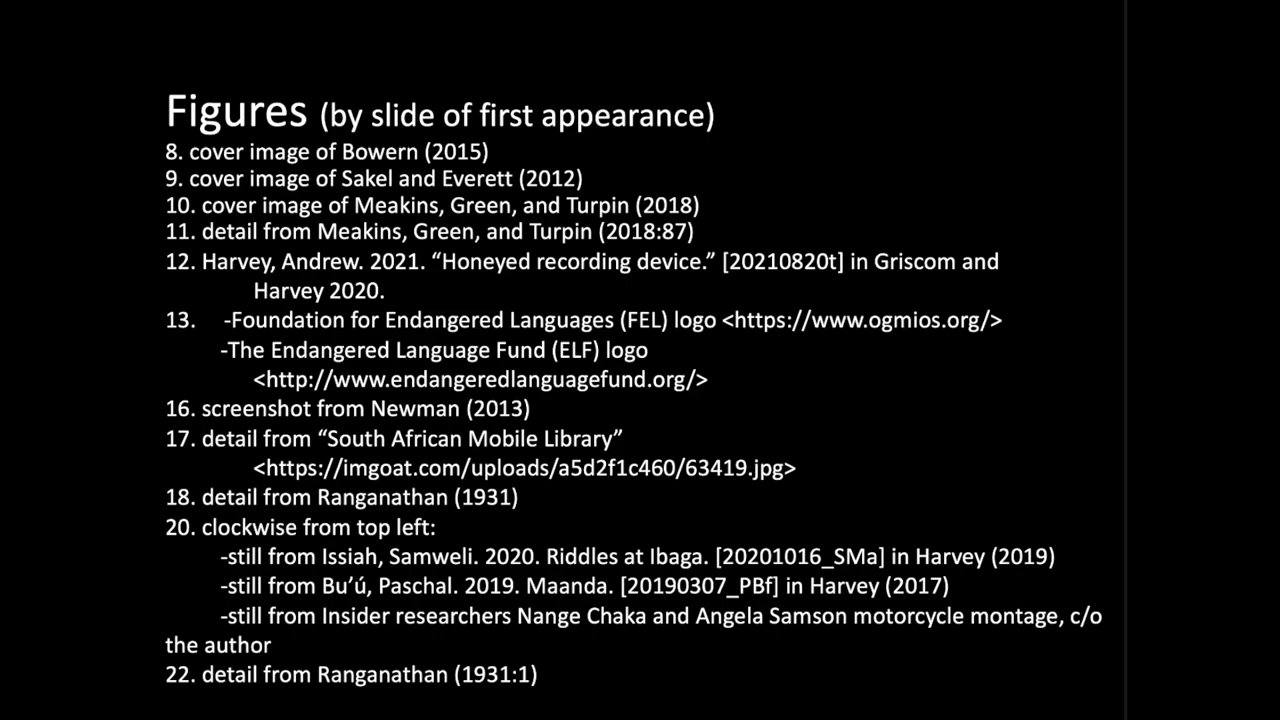 Figures (by slide of first appearance)
8. cover image of Bowern (2015)
9. cover image of Sakel and Everett (2012)
10. cover image of Meakins, Green, and Turpin (2018)
11. detail from Meakins, Green, and Turpin (2018:87)
12. Harvey, Andrew. 2021. “Honeyed recording device.” [20210820t] in Griscom and
Harvey 2020.
13. -Foundation for Endangered Languages (FEL) logo <https://www.ogmios.org/>
-The Endangered Language Fund (ELF) logo
<http://www.endangeredlanguagefund.org/>
16. screenshot from Newman (2013)
17. detail from “South African Mobile Library”
<https://imgoat.com/uploads/a5d2f1c460/63419.jpg>
18. detail from Ranganathan (1931)
20. clockwise from top left:
-still from Issiah, Samweli. 2020. Riddles at Ibaga. [20201016_SMa] in Harvey (2019)
-still from Bu’ú, Paschal. 2019. Maanda. [20190307_PBf] in Harvey (2017)
-still from Insider researchers Nange Chaka and Angela Samson motorcycle montage, c/o
the author
22. detail from Ranganathan (1931:1)